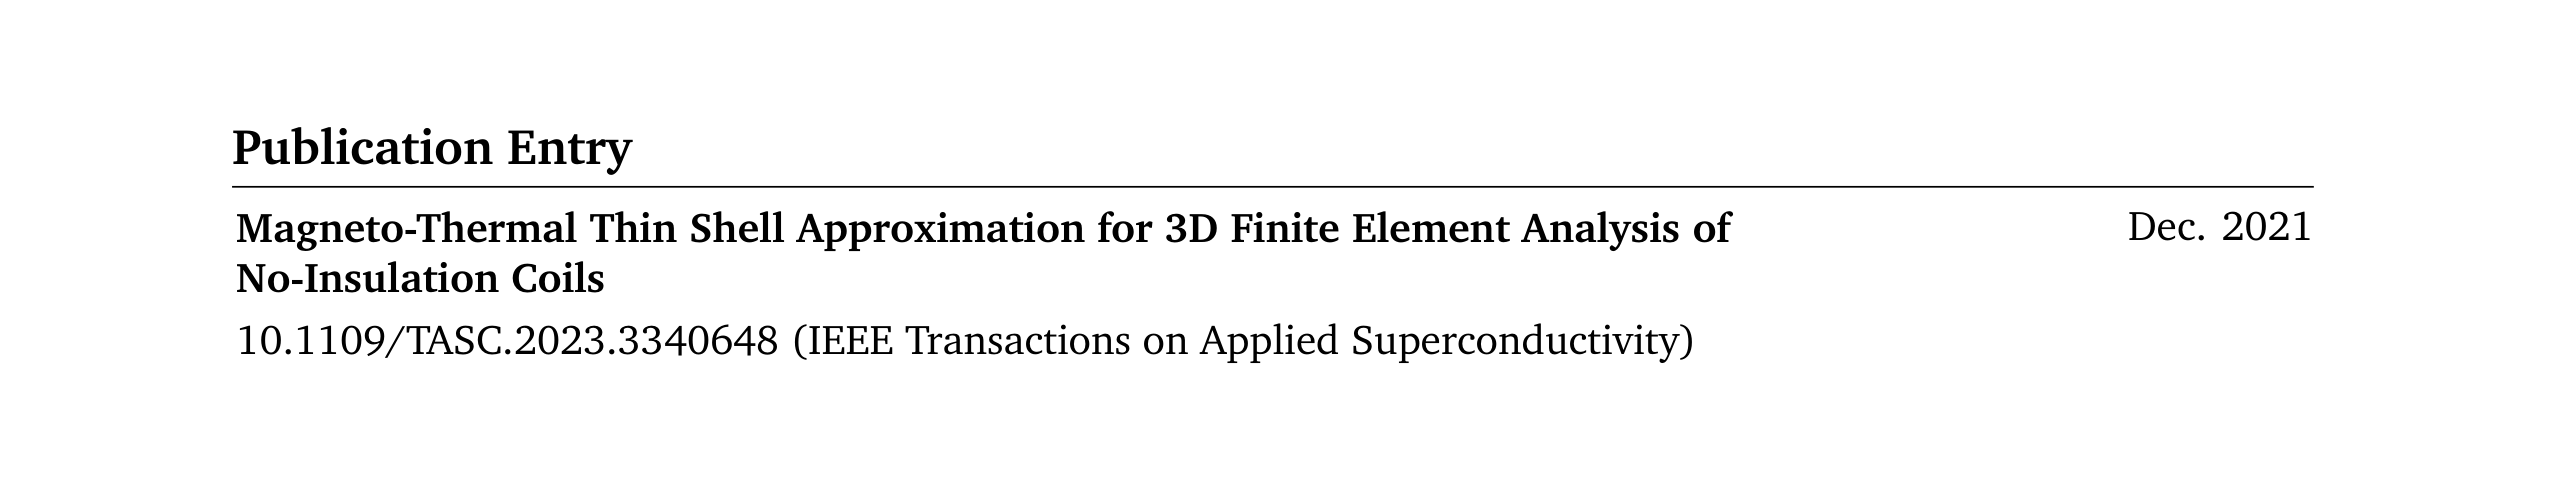 Publication Entry
Magneto-Thermal Thin Shell Approximation for 3D Finite Element Analysis of Dec. 2021
No-Insulation Coils
10.1109/TASC.2023.3340648 (IEEE Transactions on Applied Superconductivity)